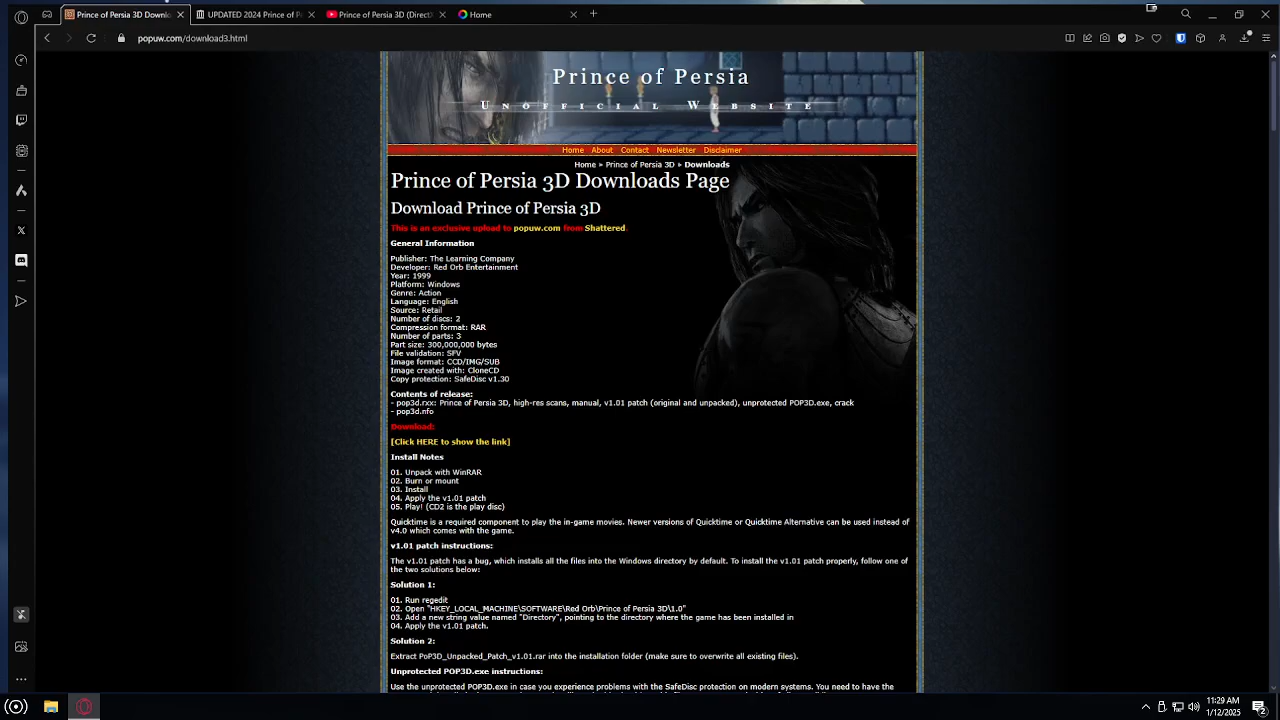 Prince of Persia 3D Downlo
UPDATED 2024 Prince of Pe
Prince of Persia 3D (DirectX
Home
popuw.com/download3.html
Prince of Persia
Unofficial Website
Home About Contact Newsletter Disclaimer
Home » Prince of Persia 3D » Downloads
Prince of Persia 3D Downloads Page
Download Prince of Persia 3D
This is an exclusive upload to popuw.com from Shattered.
General Information
Publisher: The Learning Company
Developer: Red Orb Entertainment
Year: 1999
Platform: Windows
Genre: Action
Language: English
Source: Retail
Number of discs: 2
Compression format: RAR
Number of parts: 3
Part size: 300,000,000 bytes
File validation: SFV
Image format: CCD/IMG/SUB
Image created with: CloneCD
Copy protection: SafeDisc v1.30
Contents of release:
- pop3d.rxx: Prince of Persia 3D, high-res scans, manual, v1.01 patch (original and unpacked), unprotected POP3D.exe, crack
- pop3d.nfo
Download:
[Click HERE to show the link]
Install Notes
01. Unpack with WinRAR
02. Burn or mount
03. Install
04. Apply the v1.01 patch
05. Play! (CD2 is the play disc)
Quicktime is a required component to play the in-game movies. Newer versions of Quicktime or Quicktime Alternative can be used instead of
v4.0 which comes with the game.
v1.01 patch instructions:
The v1.01 patch has a bug, which installs all the files into the Windows directory by default. To install the v1.01 patch properly, follow one of
the two solutions below:
Solution 1:
01. Run regedit
02. Open "HKEY_LOCAL_MACHINE\SOFTWARE\Red Orb\Prince of Persia 3D\1.0"
03. Add a new string value named "Directory", pointing to the directory where the game has been installed in
04. Apply the v1.01 patch.
Solution 2:
Extract PoP3D_Unpacked_Patch_v1.01.rar into the installation folder (make sure to overwrite all existing files).
Unprotected POP3D.exe instructions:
Use the unprotected POP3D.exe in case you experience problems with the SafeDisc protection on modern systems. You need to have the
11:29 AM
1/12/2025